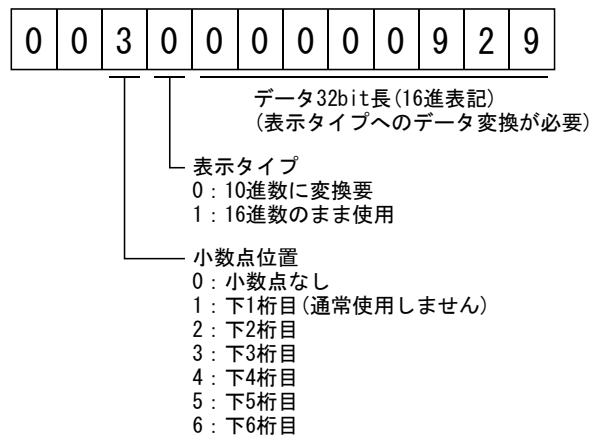 0 0 3 0 0 0 0 0 0 9 2 9
データ32bit長(16進表記)
(表示タイプへのデータ変換が必要)
表示タイプ
0:10進数に変換要
1:16進数のまま使用
小数点位置
0:小数点なし
1:下1桁目(通常使用しません)
2:下2桁目
3:下3桁目
4:下4桁目
5:下5桁目
6:下6桁目